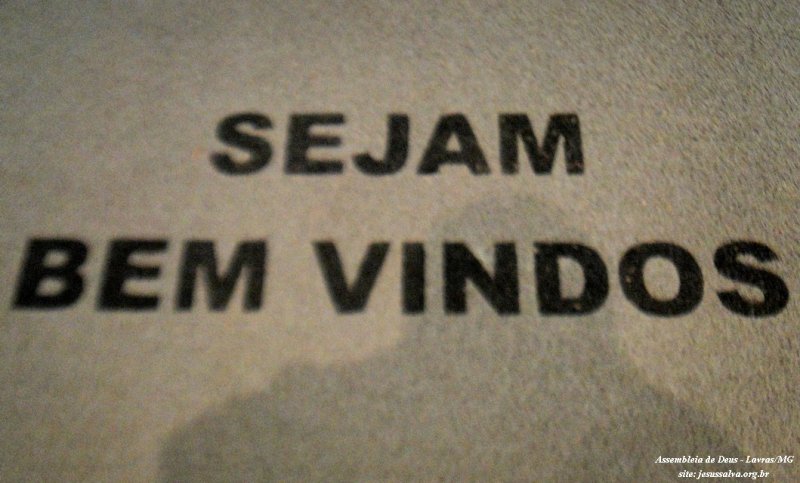 SEJAM
BEM VINDOS
Assembleia de Deus - Lavras/MG
site: jesussalva.org.br